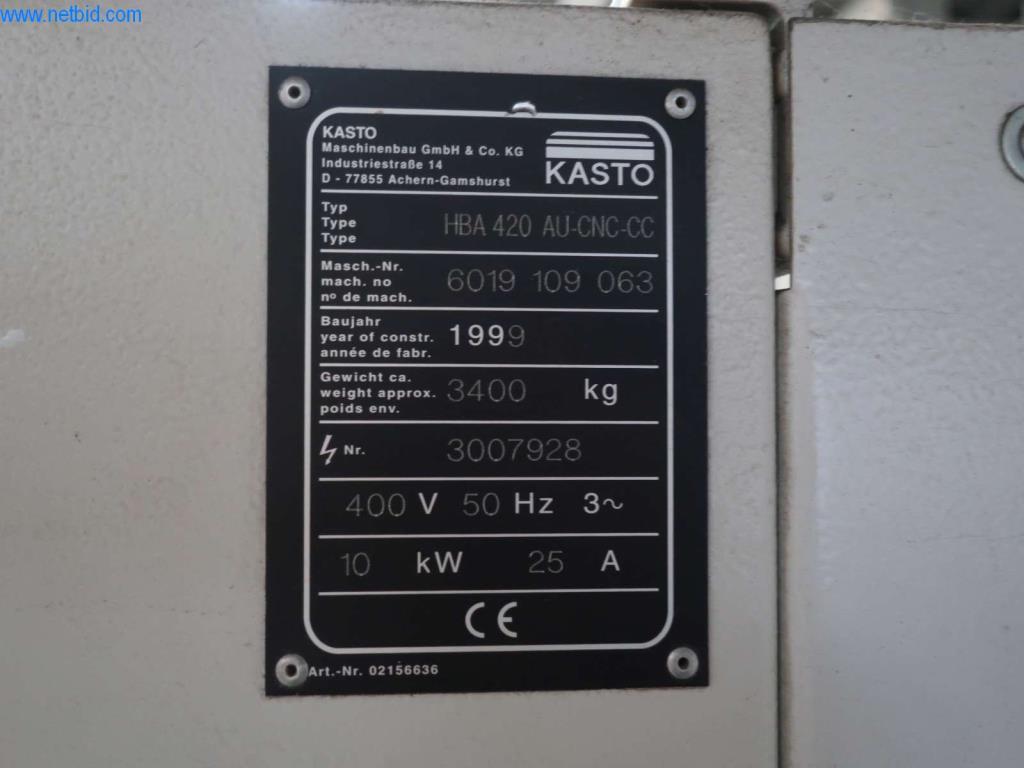 www.netbid.com
KASTO
Maschinenbau GmbH & Co. KG
Industriestraße 14
D - 77855 Achern-Gamshurst
KASTO
Typ
Type
Type
HBA 420 AU-CNC-CC
Masch.-Nr.
mach. no
nº de mach.
6019 109 063
Baujahr
year of constr.
année de fabr.
1999
Gewicht ca.
weight approx.
poids env.
3400 kg
Nr. 3007928
400 V 50 Hz 3~
10 kW 25 A
CE
Art.-Nr. 02156636